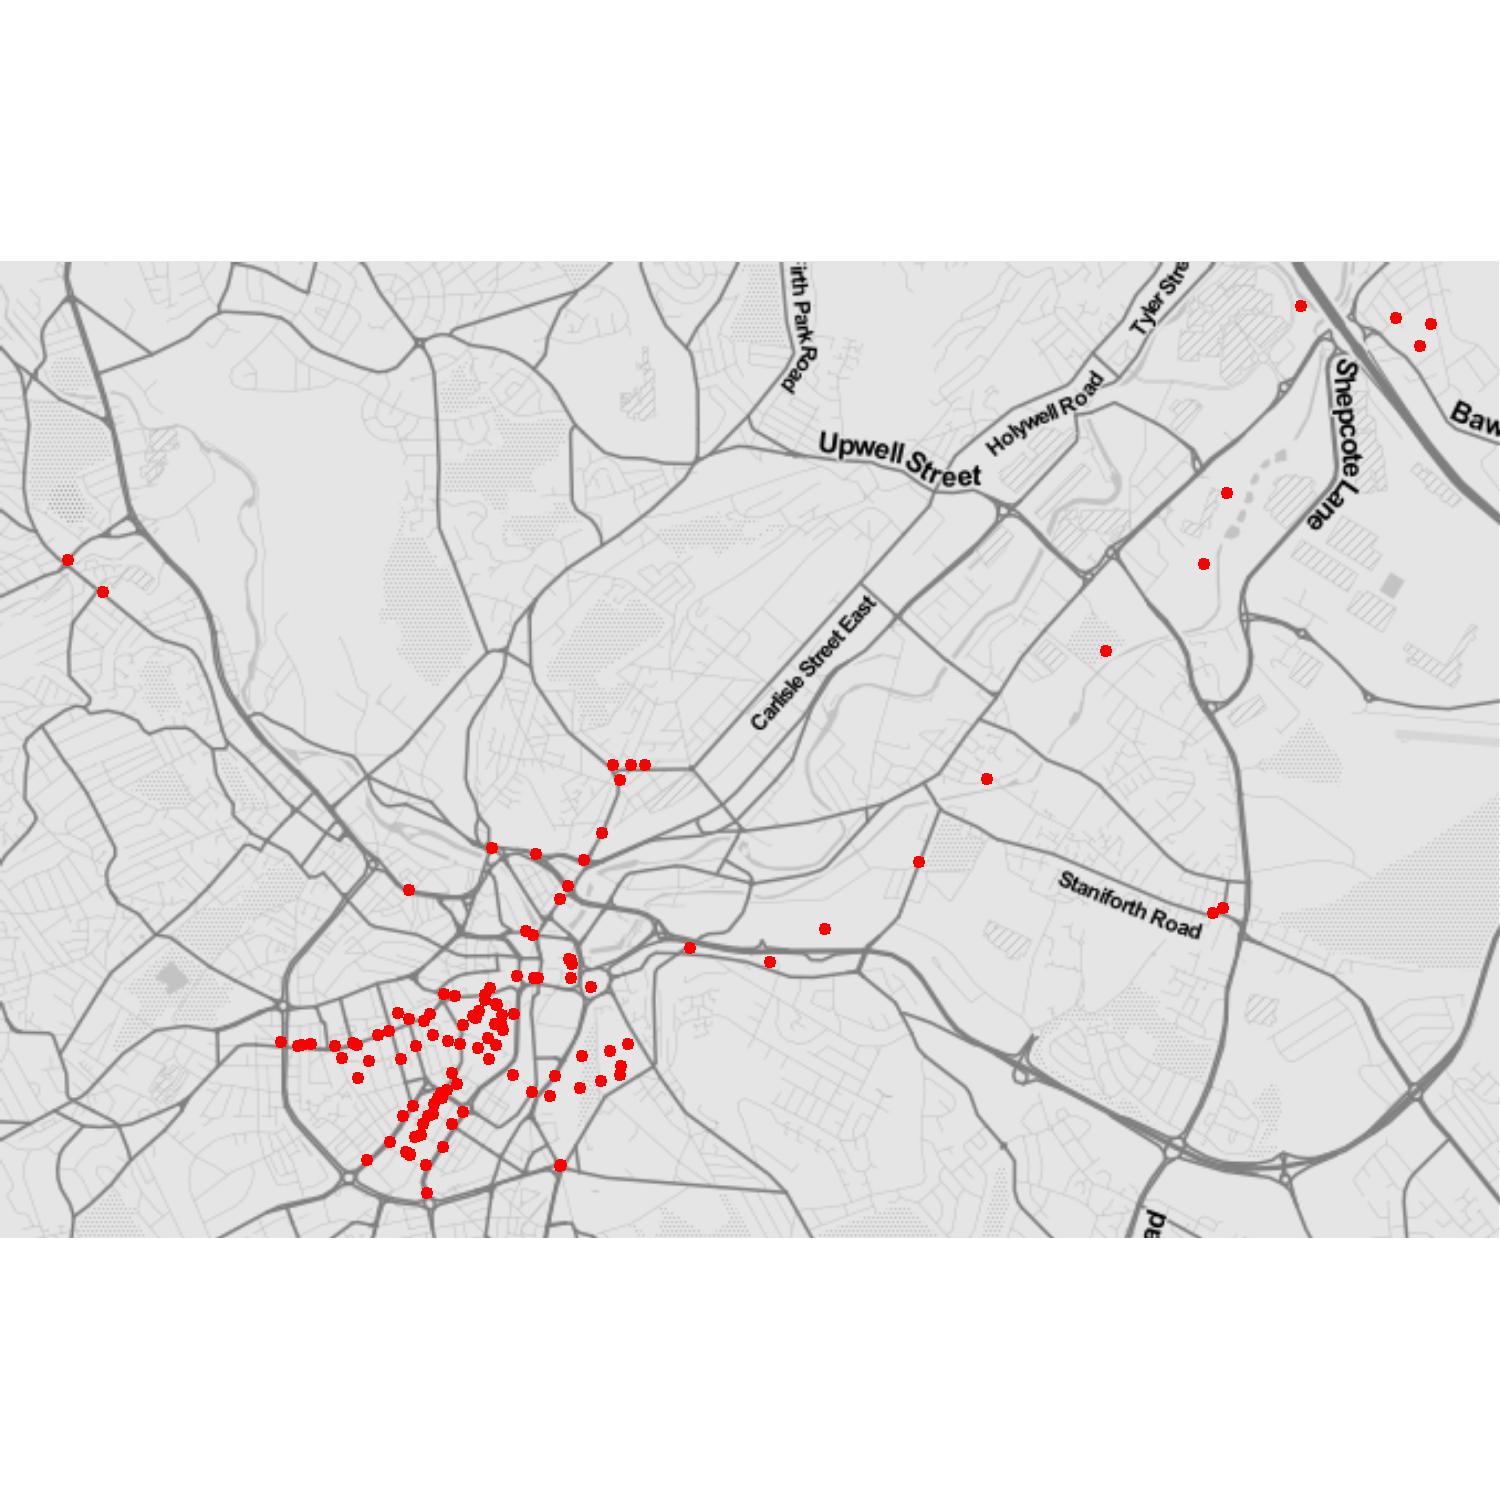 irth Park Road
Tyler Stre
Shepcote Lane
Holywell Road
Baw
Upwell Street
Carlisle Street East
Staniforth Road
ad